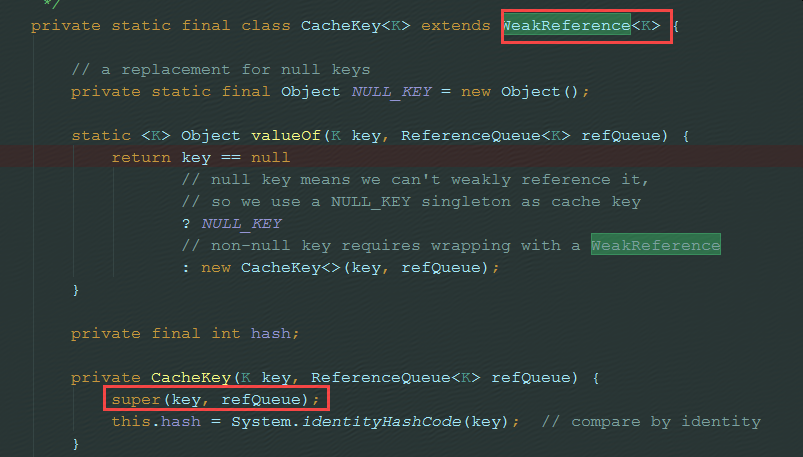 */
private static final class CacheKey<K> extends WeakReference<K> {
// a replacement for null keys
private static final Object NULL_KEY = new Object();
static <K> Object valueOf(K key, ReferenceQueue<K> refQueue) {
return key == null
// null key means we can't weakly reference it,
// so we use a NULL_KEY singleton as cache key
? NULL_KEY
// non-null key requires wrapping with a WeakReference
: new CacheKey<>(key, refQueue);
}
private final int hash;
private CacheKey(K key, ReferenceQueue<K> refQueue) {
super(key, refQueue);
this.hash = System.identityHashCode(key);  // compare by identity
}